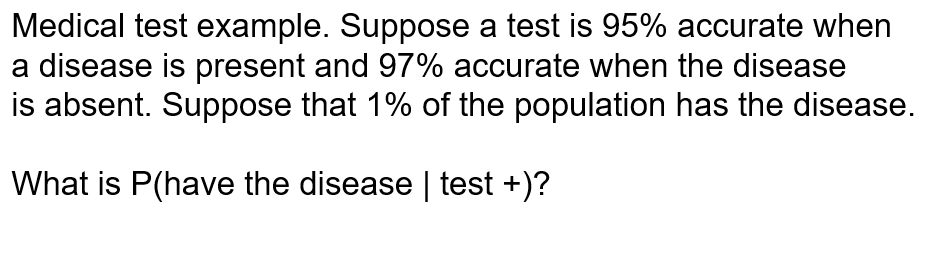 Medical test example. Suppose a test is 95% accurate when
a disease is present and 97% accurate when the disease
is absent. Suppose that 1% of the population has the disease.
What is P(have the disease | test +)?